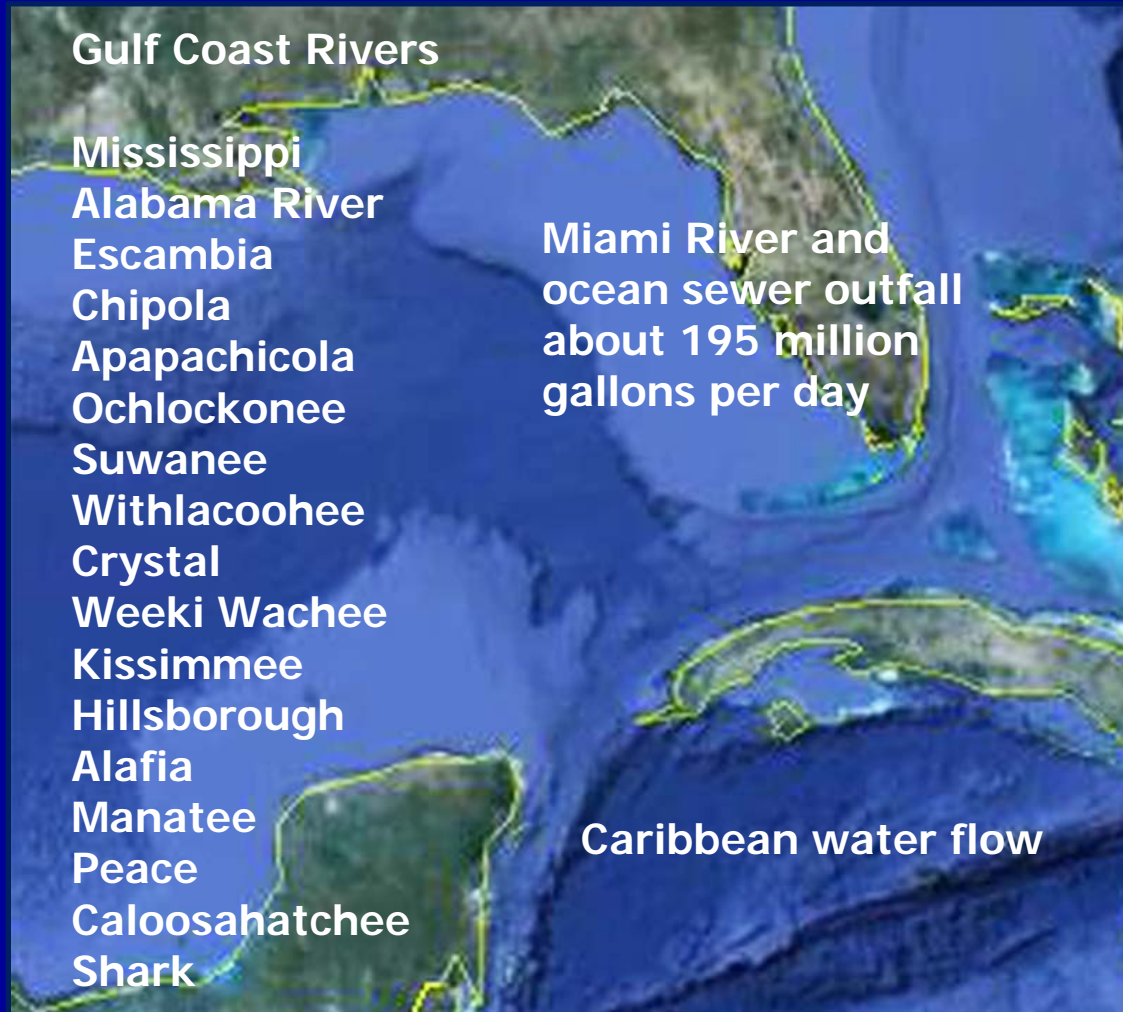 Gulf Coast Rivers
Mississippi
Alabama River
Escambia
Chipola
Apapachicola
Ochlockonee
Suwanee
Withlacoohee
Crystal
Weeki Wachee
Kissimmee
Hillsborough
Alafia
Manatee
Peace
Caloosahatchee
Shark
Miami River and
ocean sewer outfall
about 195 million
gallons per day
Caribbean water flow